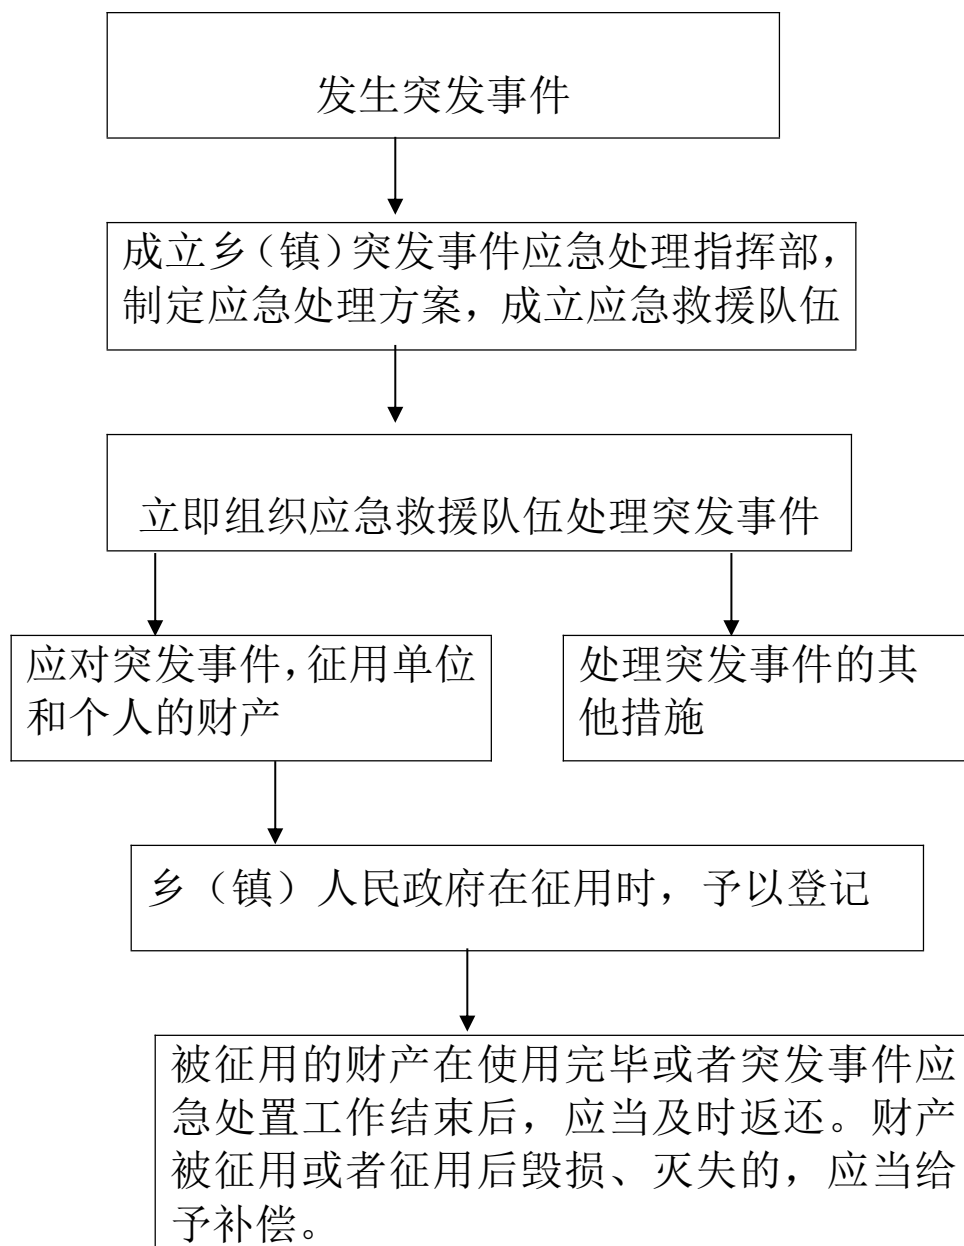 发生突发事件
成立乡（镇）突发事件应急处理指挥部，
制定应急处理方案，成立应急救援队伍
立即组织应急救援队伍处理突发事件
应对突发事件，征用单位
和个人的财产
处理突发事件的其
他措施
乡（镇）人民政府在征用时，予以登记
被征用的财产在使用完毕或者突发事件应
急处置工作结束后，应当及时返还。财产
被征用或者征用后毁损、灭失的，应当给
予补偿。